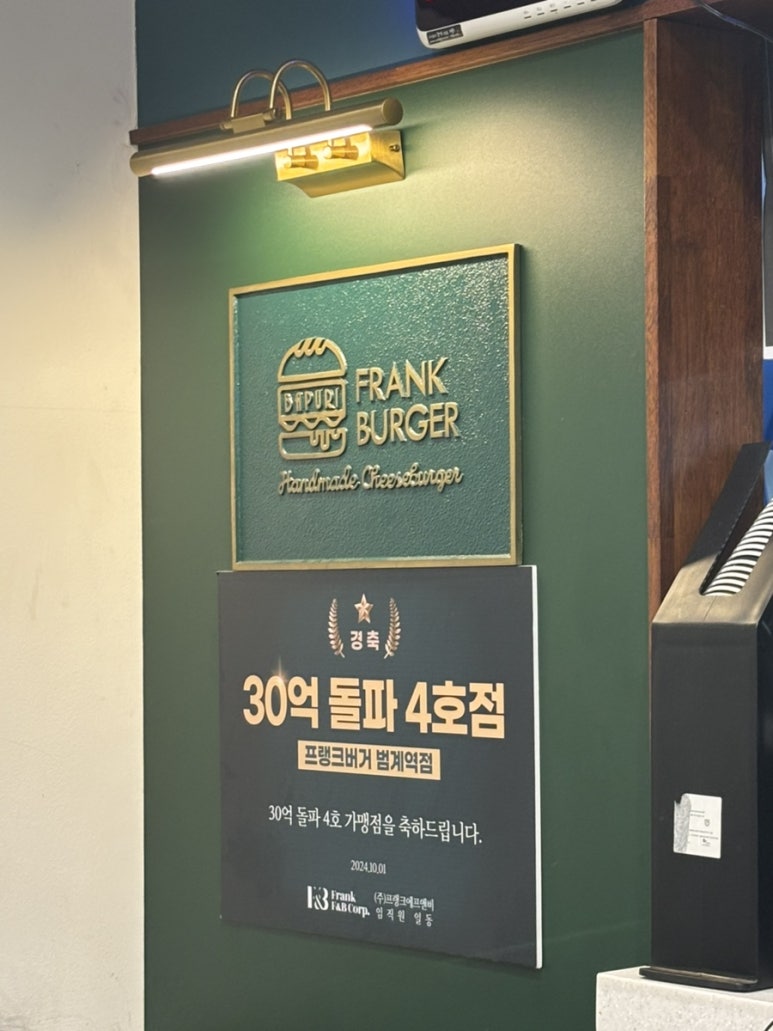 BAPURI
FRANK
BURGER
Handmade Cheeseburger
경축
30억 돌파 4호점
프랭크버거 범계역점
30억 돌파 4호 가맹점을 축하드립니다.
2024.10.01
Frank
F&B Corp.
(주)프랭크에프앤비
임직원 일동